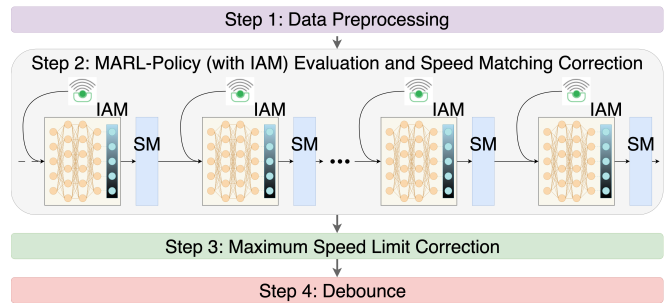 Step 1: Data Preprocessing
Step 2: MARL-Policy (with IAM) Evaluation and Speed Matching Correction
IAM
SM
IAM
SM
IAM
SM
IAM
SM
Step 3: Maximum Speed Limit Correction
Step 4: Debounce